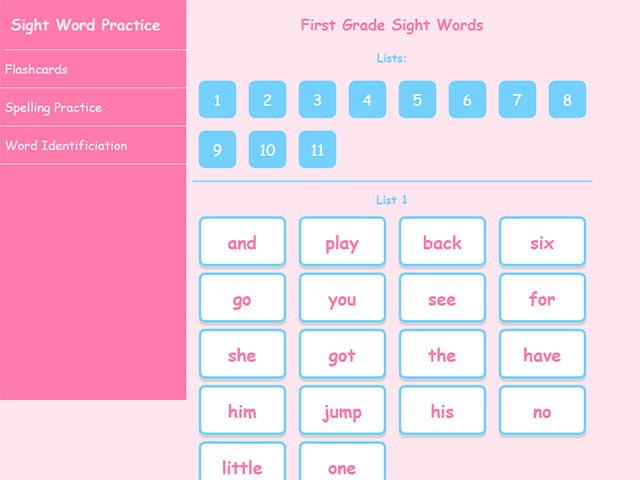 Sight Word Practice
Flashcards
Spelling Practice
Word Identificiation
First Grade Sight Words
Lists:
1 2 3 4 5 6 7 8
9 10 11
List 1
and play back six
go you see for
she got the have
him jump his no
little one